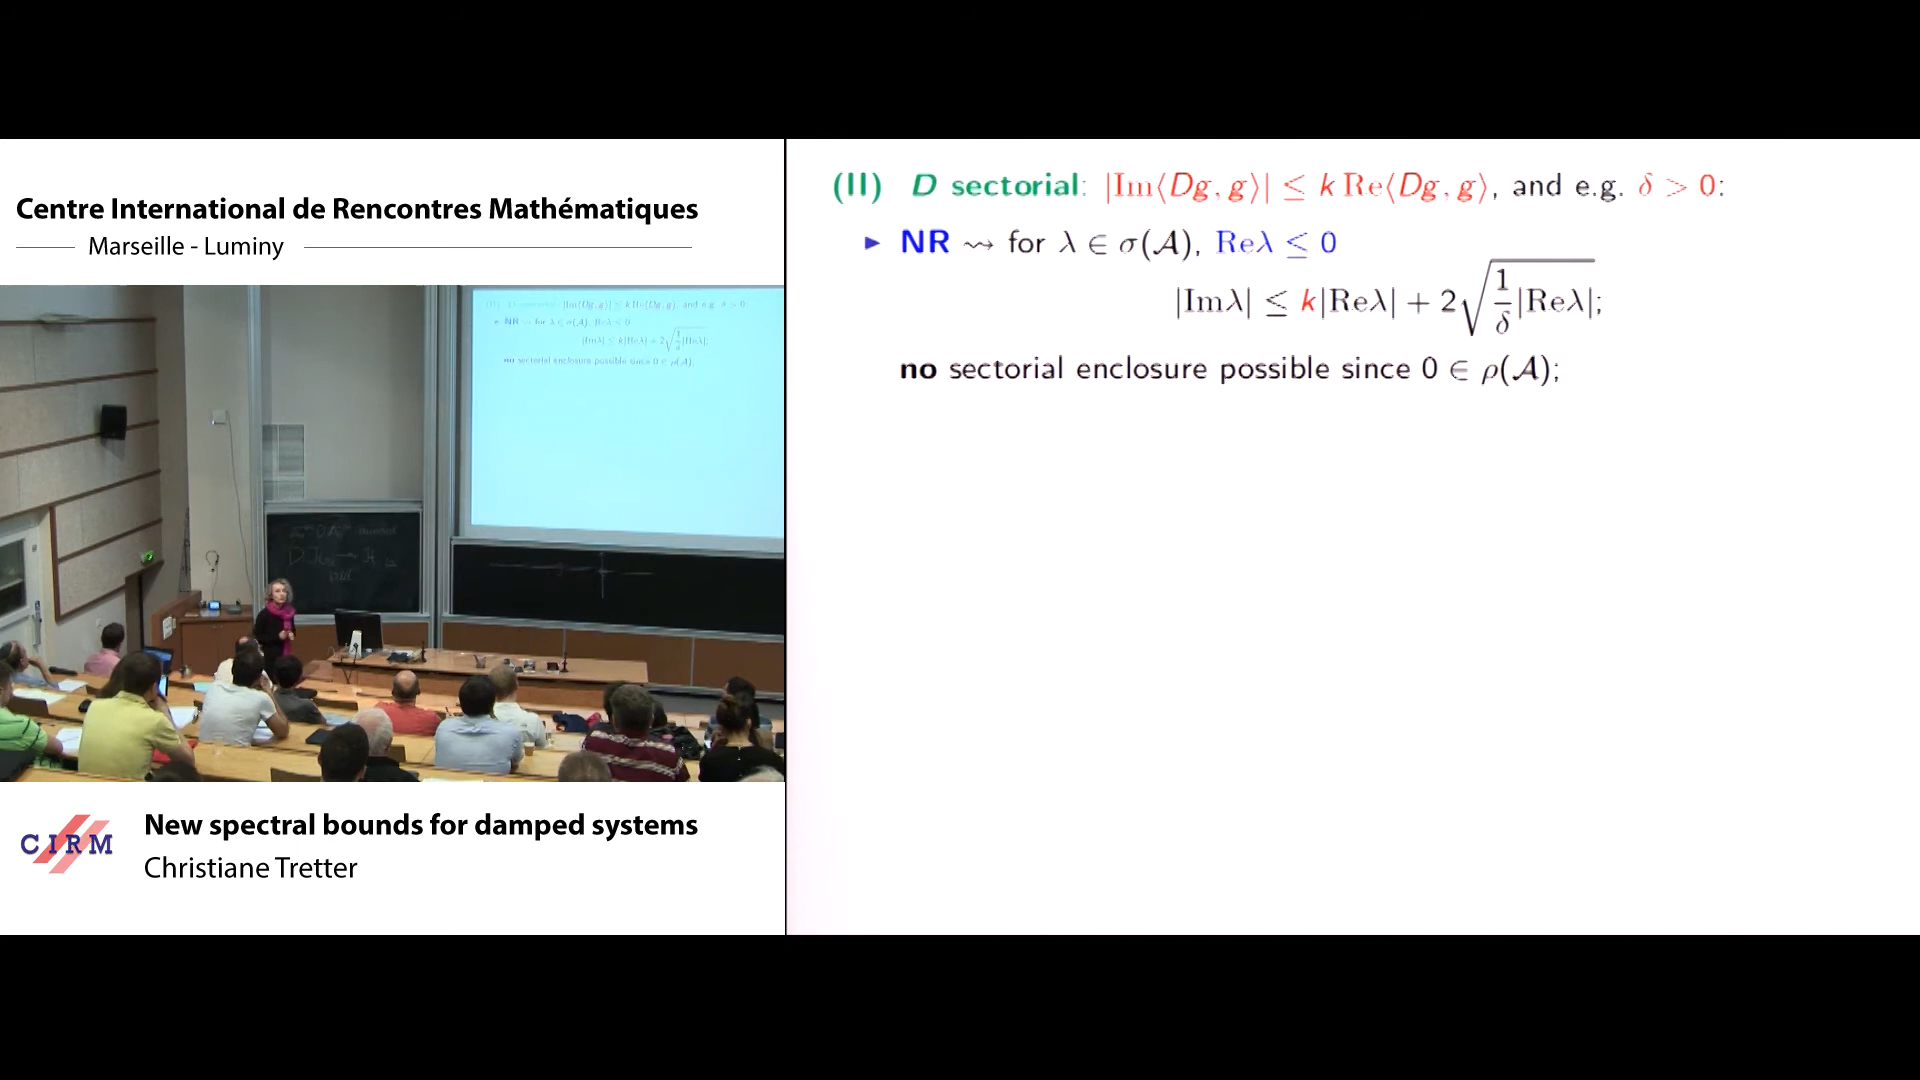 Centre International de Rencontres Mathématiques
Marseille - Luminy
CIRM
New spectral bounds for damped systems
Christiane Tretter
(II) D sectorial: |Im⟨Dg, g⟩| ≤ k Re⟨Dg, g⟩, and e.g. δ > 0:
▶ NR ⇝ for λ ∈ σ(𝒜), Reλ ≤ 0
|Imλ| ≤ k|Reλ| + 2√(1/δ |Reλ|);
no sectorial enclosure possible since 0 ∈ ρ(𝒜);